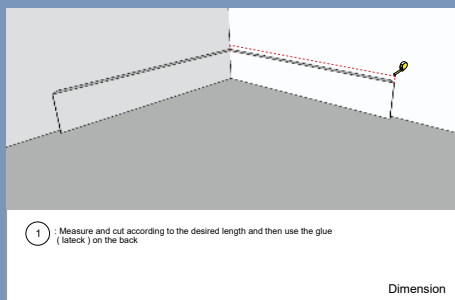 1 : Measure and cut according to the desired length and then use the glue
( lateck ) on the back
Dimension